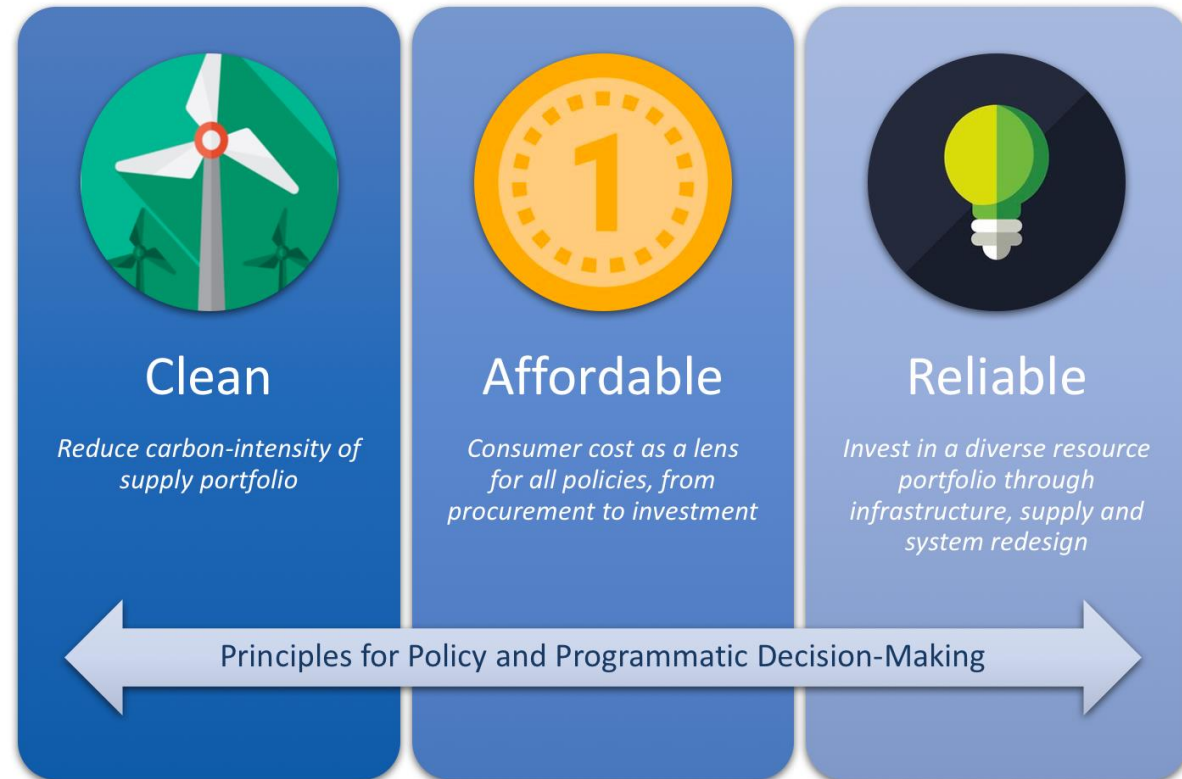 1
Clean
Reduce carbon-intensity of
supply portfolio
Affordable
Consumer cost as a lens
for all policies, from
procurement to investment
Reliable
Invest in a diverse resource
portfolio through
infrastructure, supply and
system redesign
Principles for Policy and Programmatic Decision-Making